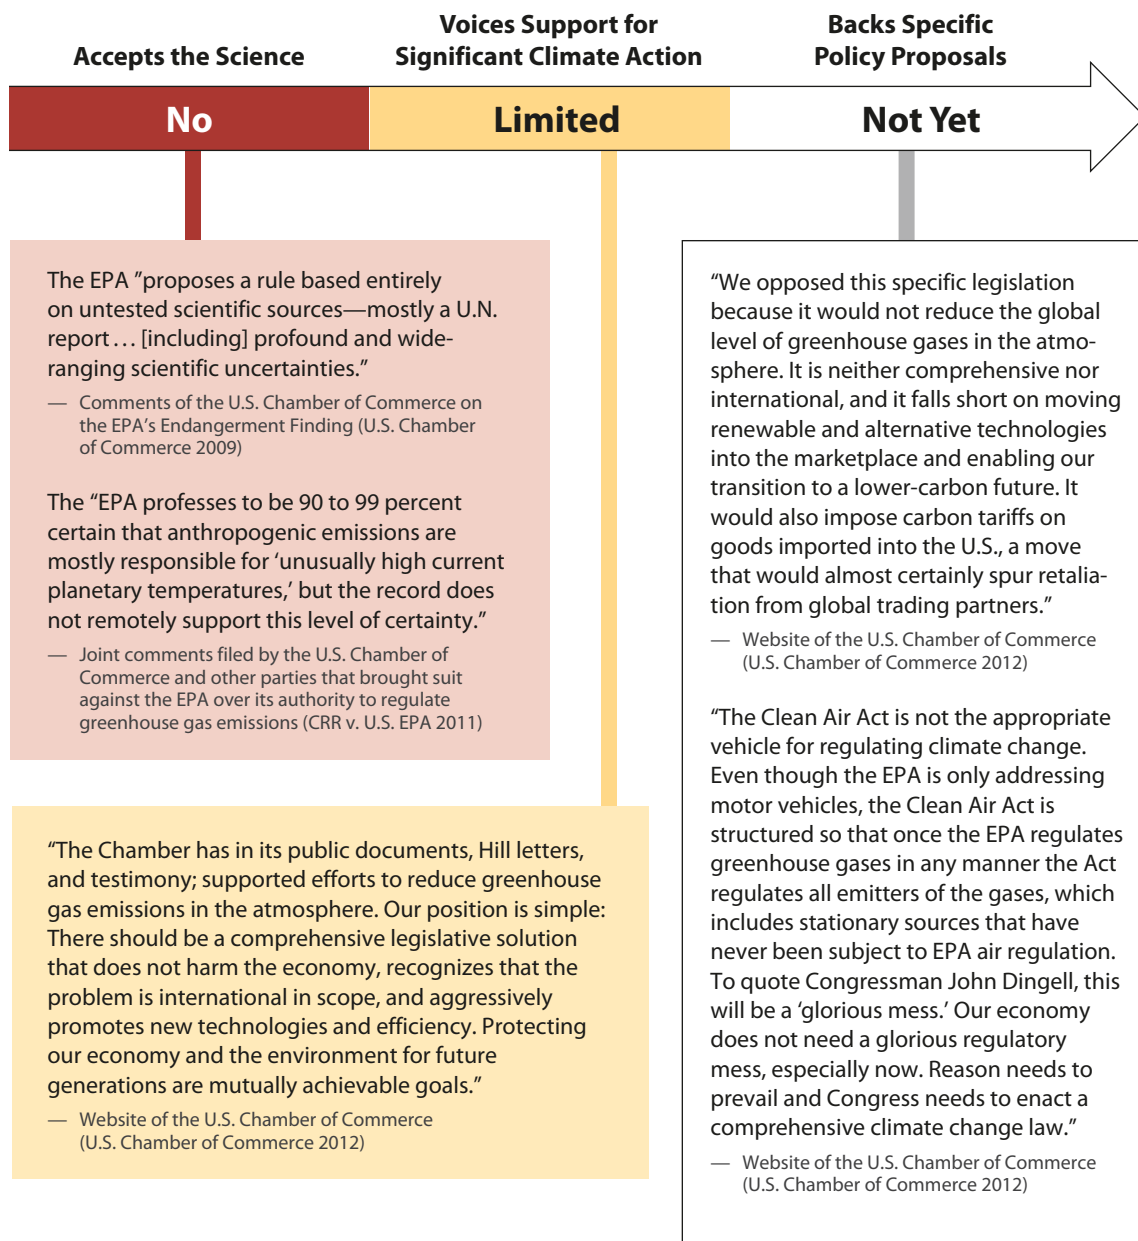 Accepts the Science
Voices Support for
Significant Climate Action
Backs Specific
Policy Proposals
No
Limited
Not Yet
The EPA ”proposes a rule based entirely
on untested scientific sources—mostly a U.N.
report . . . [including] profound and wide-
ranging scientific uncertainties.”
— Comments of the U.S. Chamber of Commerce on
the EPA’s Endangerment Finding (U.S. Chamber
of Commerce 2009)
The “EPA professes to be 90 to 99 percent
certain that anthropogenic emissions are
mostly responsible for ‘unusually high current
planetary temperatures,’ but the record does
not remotely support this level of certainty.”
— Joint comments filed by the U.S. Chamber of
Commerce and other parties that brought suit
against the EPA over its authority to regulate
greenhouse gas emissions (CRR v. U.S. EPA 2011)
“The Chamber has in its public documents, Hill letters,
and testimony; supported efforts to reduce greenhouse
gas emissions in the atmosphere. Our position is simple:
There should be a comprehensive legislative solution
that does not harm the economy, recognizes that the
problem is international in scope, and aggressively
promotes new technologies and efficiency. Protecting
our economy and the environment for future
generations are mutually achievable goals.”
— Website of the U.S. Chamber of Commerce
(U.S. Chamber of Commerce 2012)
“We opposed this specific legislation
because it would not reduce the global
level of greenhouse gases in the atmo-
sphere. It is neither comprehensive nor
international, and it falls short on moving
renewable and alternative technologies
into the marketplace and enabling our
transition to a lower-carbon future. It
would also impose carbon tariffs on
goods imported into the U.S., a move
that would almost certainly spur retalia-
tion from global trading partners.”
— Website of the U.S. Chamber of Commerce
(U.S. Chamber of Commerce 2012)
“The Clean Air Act is not the appropriate
vehicle for regulating climate change.
Even though the EPA is only addressing
motor vehicles, the Clean Air Act is
structured so that once the EPA regulates
greenhouse gases in any manner the Act
regulates all emitters of the gases, which
includes stationary sources that have
never been subject to EPA air regulation.
To quote Congressman John Dingell, this
will be a ‘glorious mess.’ Our economy
does not need a glorious regulatory
mess, especially now. Reason needs to
prevail and Congress needs to enact a
comprehensive climate change law.”
— Website of the U.S. Chamber of Commerce
(U.S. Chamber of Commerce 2012)